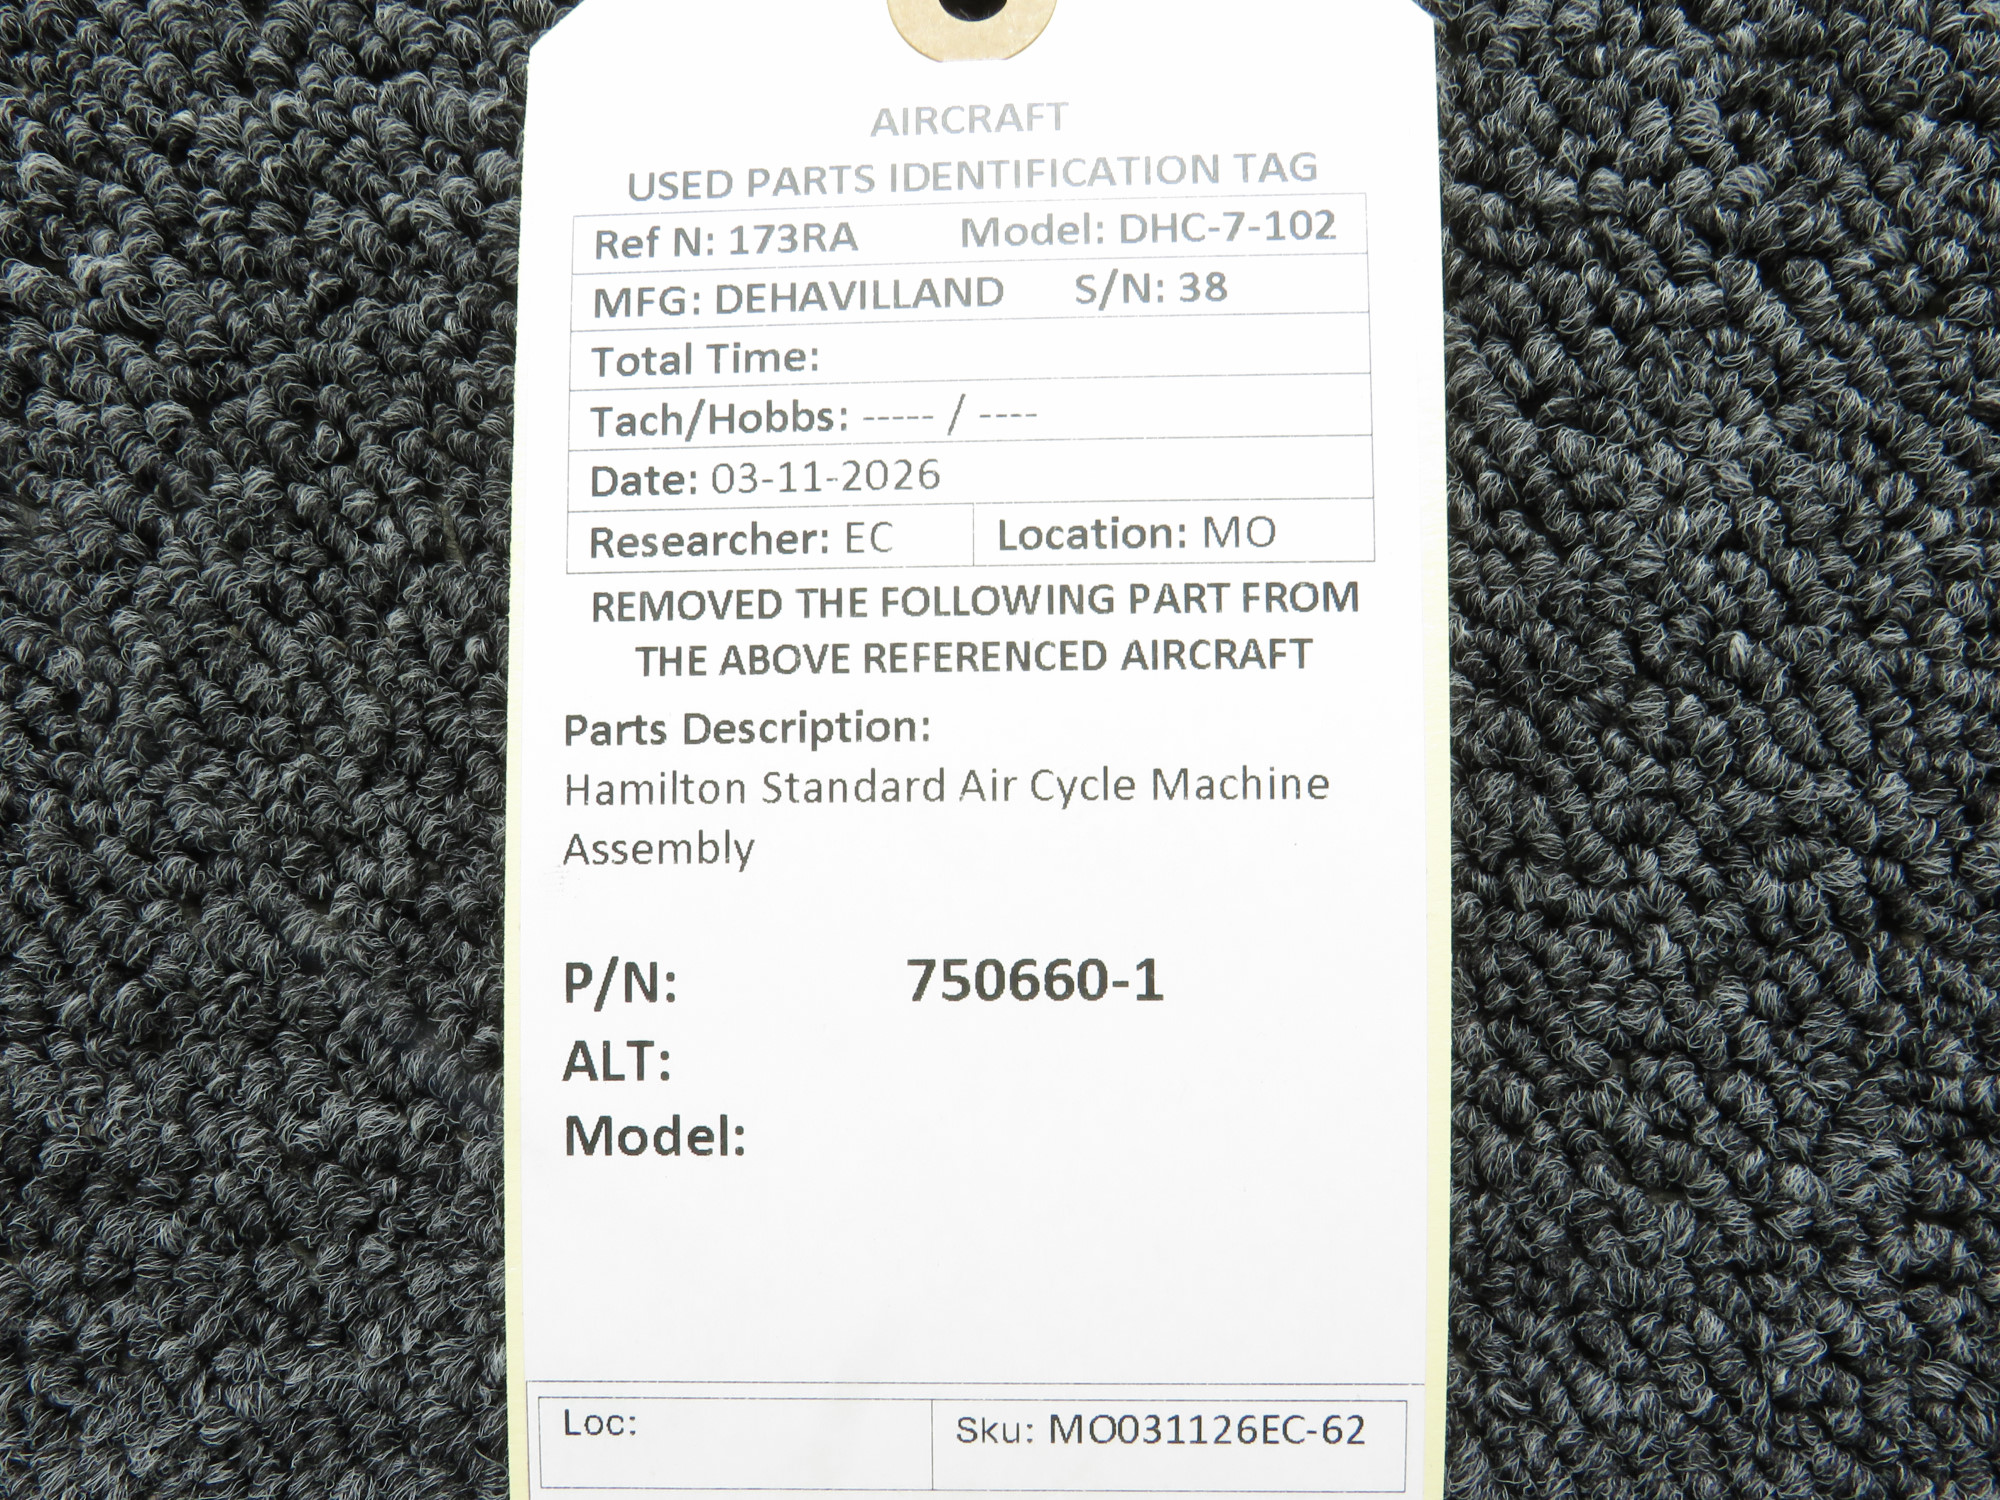 AIRCRAFT
USED PARTS IDENTIFICATION TAG
Ref N: 173RA Model: DHC-7-102
MFG: DEHAVILLAND S/N: 38
Total Time:
Tach/Hobbs: ----- / ----
Date: 03-11-2026
Researcher: EC Location: MO
REMOVED THE FOLLOWING PART FROM
THE ABOVE REFERENCED AIRCRAFT
Parts Description:
Hamilton Standard Air Cycle Machine
Assembly
P/N: 750660-1
ALT:
Model:
Loc: Sku: MO031126EC-62